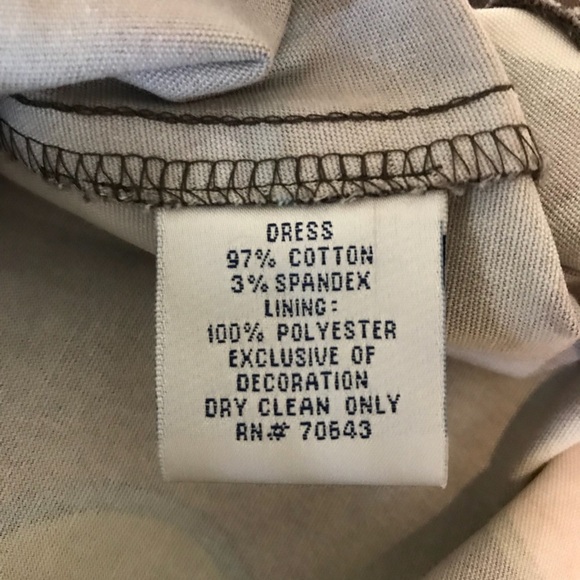 DRESS
97% COTTON
3% SPANDEX
LINING:
100% POLYESTER
EXCLUSIVE OF
DECORATION
DRY CLEAN ONLY
RN# 70643